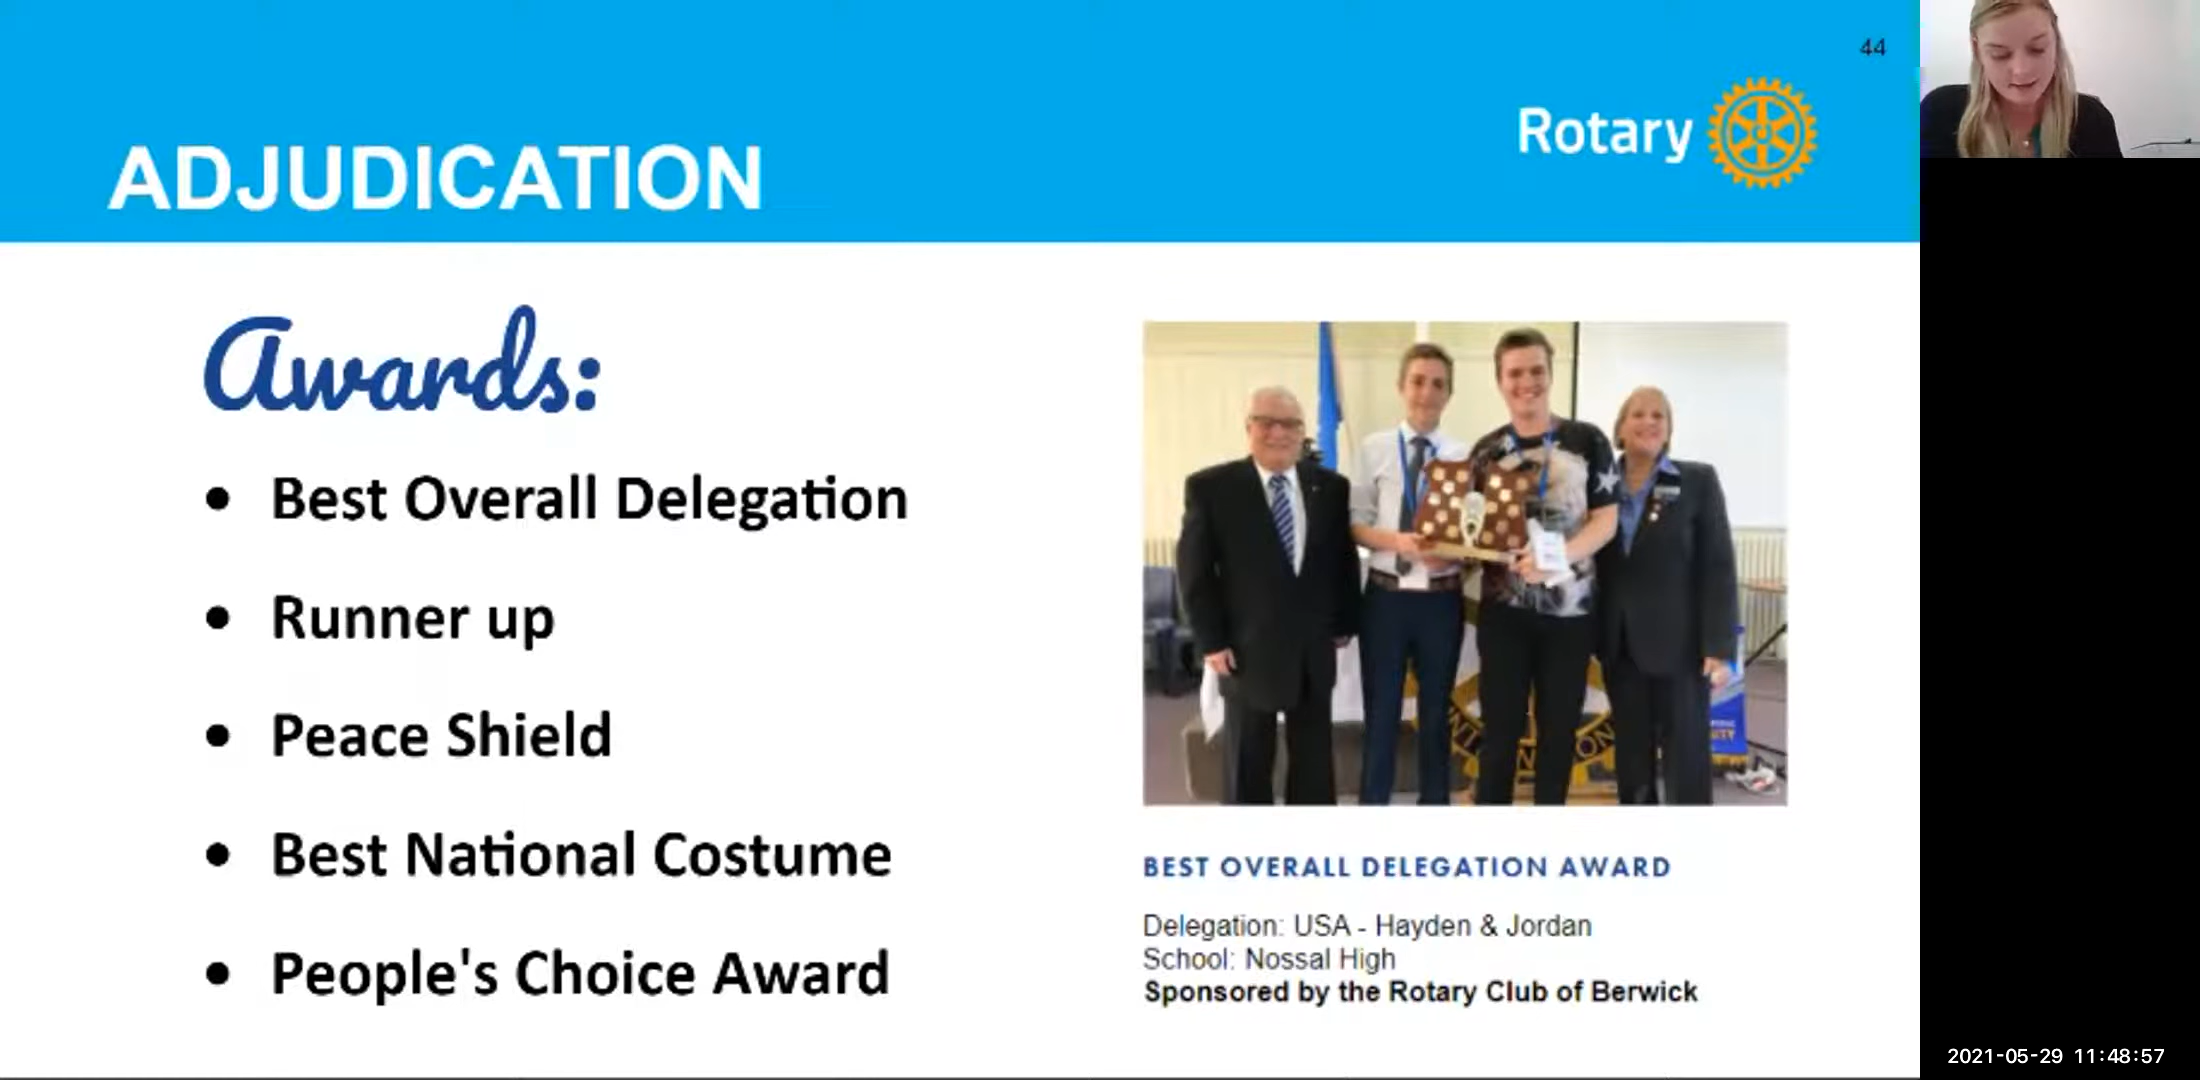 44
Rotary
ADJUDICATION
Awards:
• Best Overall Delegation
• Runner up
• Peace Shield
• Best National Costume
• People's Choice Award
BEST OVERALL DELEGATION AWARD
Delegation: USA - Hayden & Jordan
School: Nossal High
Sponsored by the Rotary Club of Berwick
2021-05-29 11:48:57